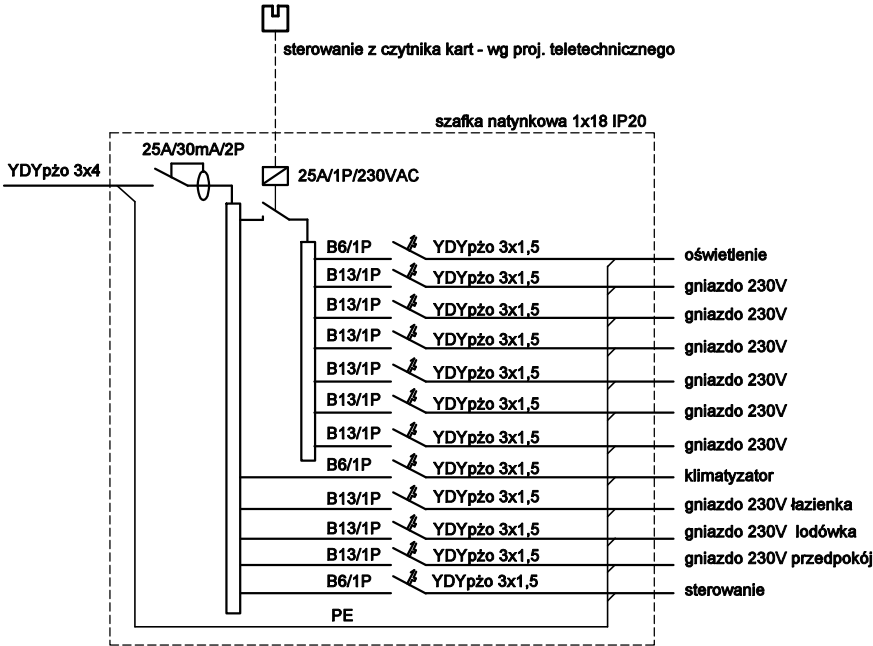 sterowanie z czytnika kart - wg proj. teletechnicznego
szafka natynkowa 1x18 IP20
25A/30mA/2P
YDYpżo 3x4
25A/1P/230VAC
B6/1P YDYpżo 3x1,5 oświetlenie
B13/1P YDYpżo 3x1,5 gniazdo 230V
B13/1P YDYpżo 3x1,5 gniazdo 230V
B13/1P YDYpżo 3x1,5 gniazdo 230V
B13/1P YDYpżo 3x1,5 gniazdo 230V
B13/1P YDYpżo 3x1,5 gniazdo 230V
B13/1P YDYpżo 3x1,5 gniazdo 230V
B6/1P YDYpżo 3x1,5 klimatyzator
B13/1P YDYpżo 3x1,5 gniazdo 230V łazienka
B13/1P YDYpżo 3x1,5 gniazdo 230V lodówka
B13/1P YDYpżo 3x1,5 gniazdo 230V przedpokój
B6/1P YDYpżo 3x1,5 sterowanie
PE